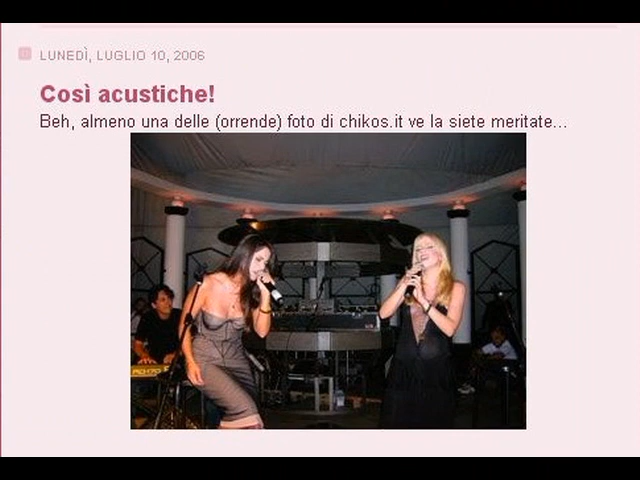 LUNEDÌ, LUGLIO 10, 2006
Così acustiche!
Beh, almeno una delle (orrende) foto di chikos.it ve la siete meritate...